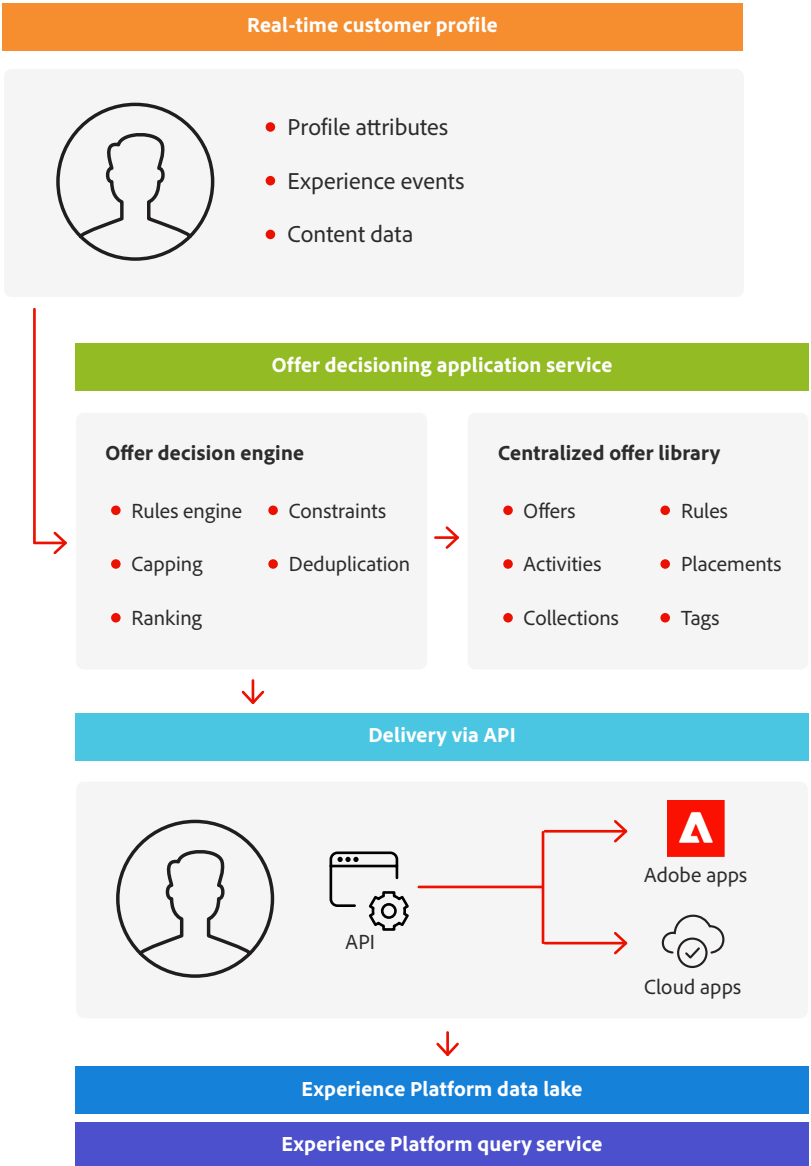 Real-time customer profile
Profile attributes
Experience events
Content data
Offer decisioning application service
Offer decision engine
Rules engine
Constraints
Capping
Deduplication
Ranking
Centralized offer library
Offers
Rules
Activities
Placements
Collections
Tags
Delivery via API
API
Adobe apps
Cloud apps
Experience Platform data lake
Experience Platform query service